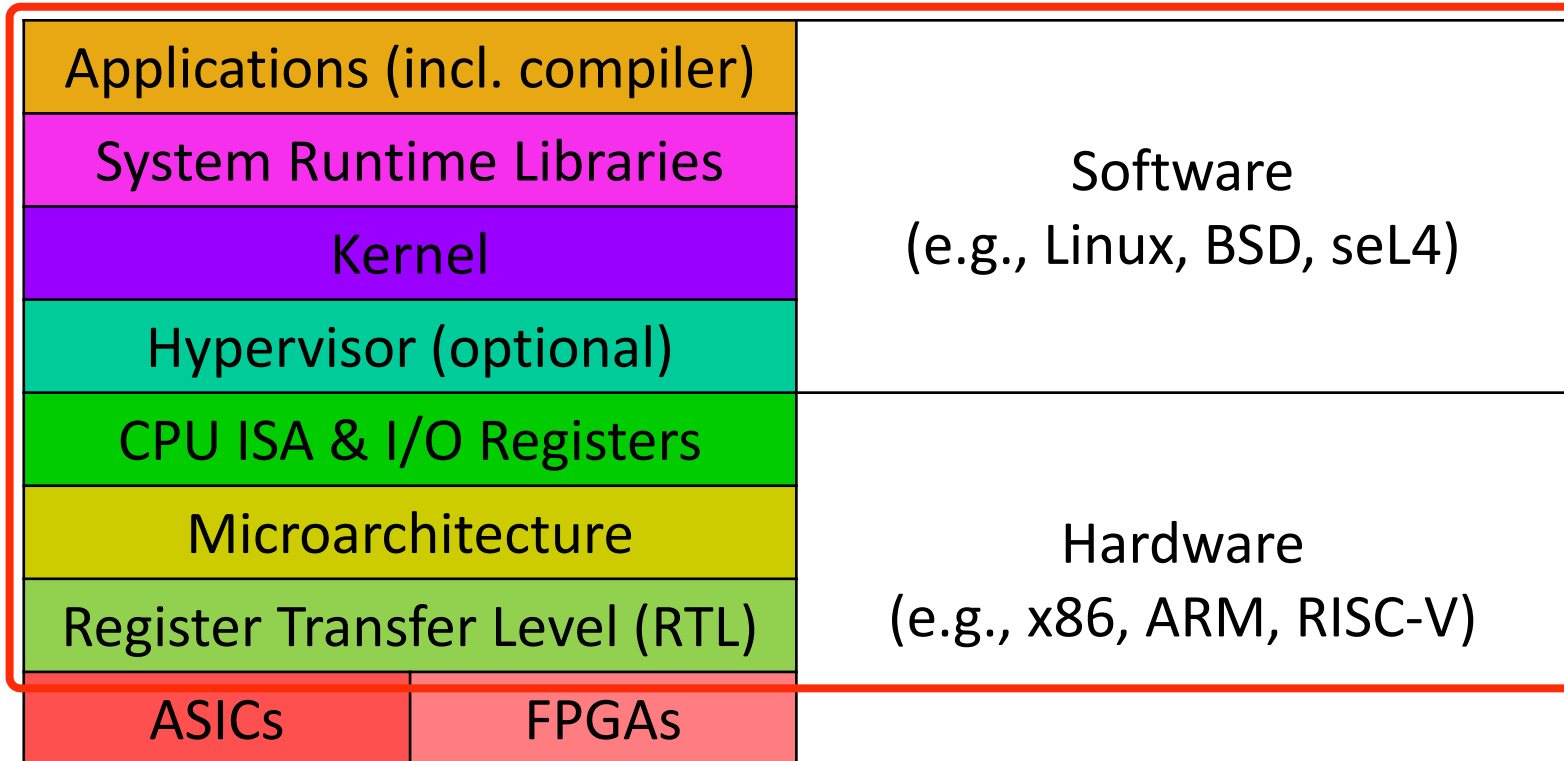 Applications (incl. compiler)
System Runtime Libraries
Kernel
Hypervisor (optional)
Software
(e.g., Linux, BSD, seL4)
CPU ISA & I/O Registers
Microarchitecture
Register Transfer Level (RTL)
Hardware
(e.g., x86, ARM, RISC-V)
ASICs
FPGAs